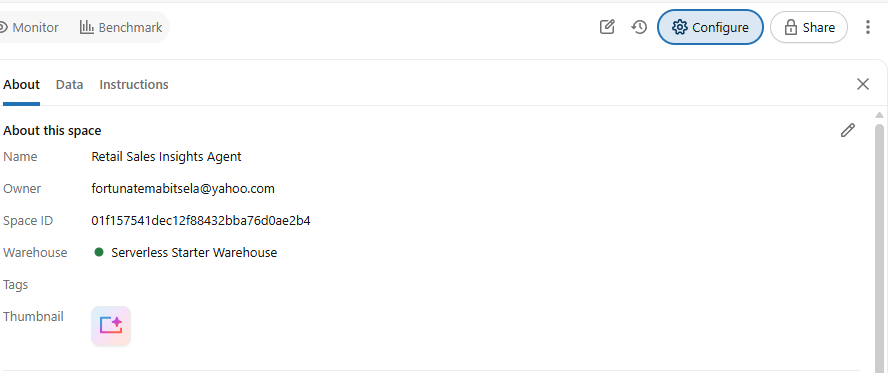 Monitor Benchmark Configure Share
About Data Instructions
About this space
Name Retail Sales Insights Agent
Owner fortunatemabitsela@yahoo.com
Space ID 01f157541dec12f88432bba76d0ae2b4
Warehouse Serverless Starter Warehouse
Tags
Thumbnail